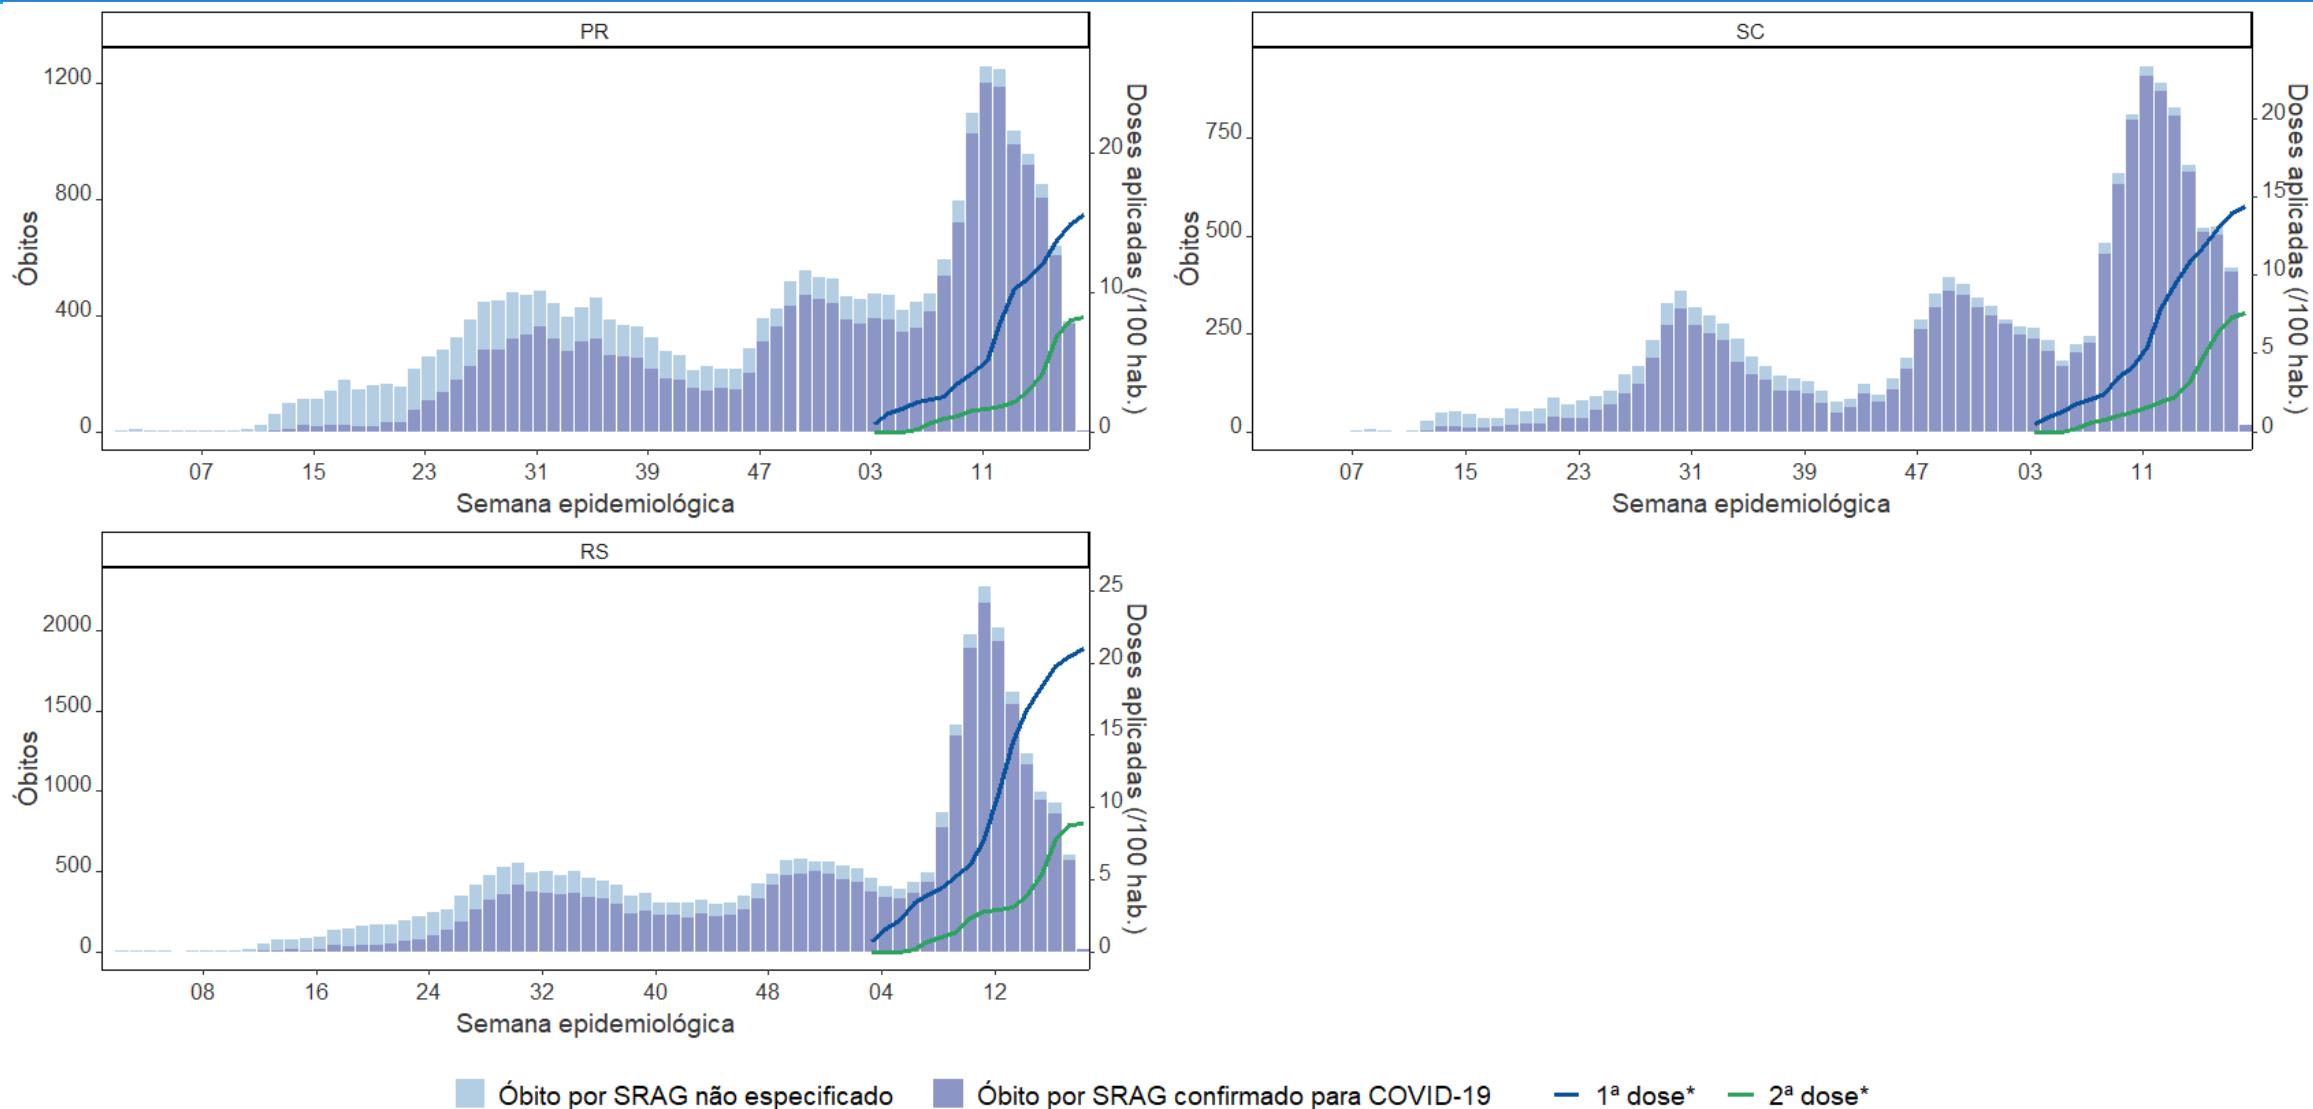 PR
Óbitos
1200
800
400
0
20
10
0
Doses aplicadas (/100 hab.)
07 15 23 31 39 47 03 11
Semana epidemiológica
SC
Óbitos
750
500
250
0
20
15
10
5
0
Doses aplicadas (/100 hab.)
07 15 23 31 39 47 03 11
Semana epidemiológica
RS
Óbitos
2000
1500
1000
500
0
25
20
15
10
5
0
Doses aplicadas (/100 hab.)
08 16 24 32 40 48 04 12
Semana epidemiológica
Óbito por SRAG não especificado Óbito por SRAG confirmado para COVID-19 1ª dose* 2ª dose*